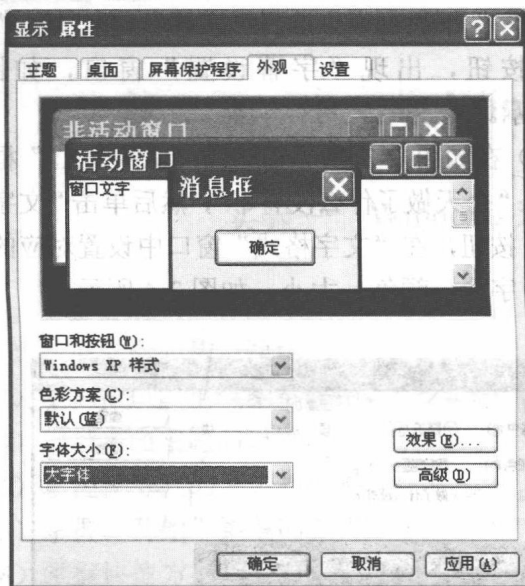 显示 属性
主题 桌面 屏幕保护程序 外观 设置
非活动窗口
活动窗口
窗口文字
消息框
确定
窗口和按钮(W):
Windows XP 样式
色彩方案(C):
默认(蓝)
字体大小(F):
大字体
效果(E)...
高级(D)
确定 取消 应用(A)